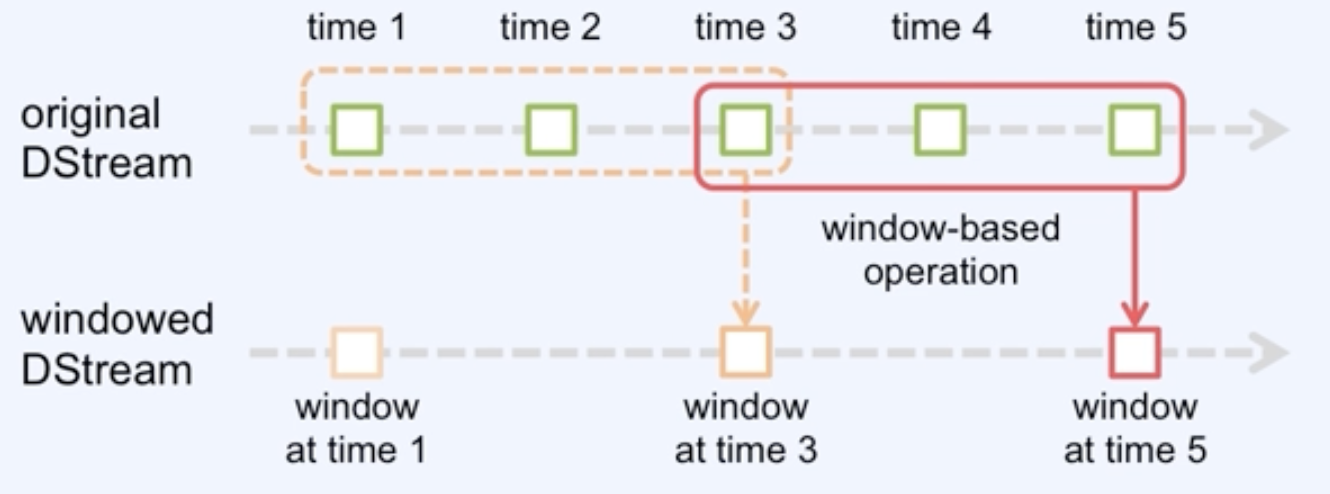 time 1
time 2
time 3
time 4
time 5
original
DStream
window-based
operation
windowed
DStream
window
at time 1
window
at time 3
window
at time 5